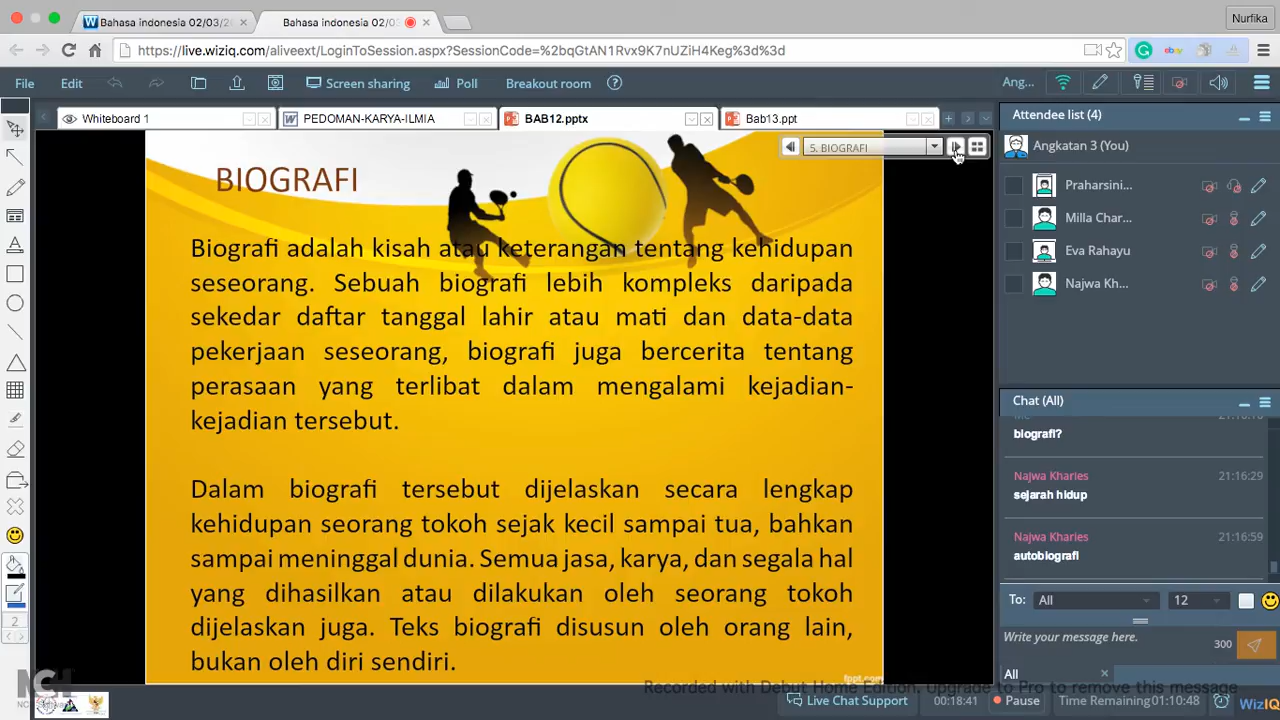 Bahasa indonesia 02/03/2
Bahasa indonesia 02/03/
Nurfika
https://live.wiziq.com/aliveext/LoginToSession.aspx?SessionCode=%2bqGtAN1Rvx9K7nUZiH4Keg%3d%3d
File
Edit
Screen sharing
Poll
Breakout room
Ang...
Whiteboard 1
PEDOMAN-KARYA-ILMIA
BAB12.pptx
Bab13.ppt
5. BIOGRAFI
BIOGRAFI
Biografi adalah kisah atau keterangan tentang kehidupan
seseorang. Sebuah biografi lebih kompleks daripada
sekedar daftar tanggal lahir atau mati dan data-data
pekerjaan seseorang, biografi juga bercerita tentang
perasaan yang terlibat dalam mengalami kejadian-
kejadian tersebut.
Dalam biografi tersebut dijelaskan secara lengkap
kehidupan seorang tokoh sejak kecil sampai tua, bahkan
sampai meninggal dunia. Semua jasa, karya, dan segala hal
yang dihasilkan atau dilakukan oleh seorang tokoh
dijelaskan juga. Teks biografi disusun oleh orang lain,
bukan oleh diri sendiri.
fppt.com
Attendee list (4)
Angkatan 3 (You)
Praharsini...
Milla Char...
Eva Rahayu
Najwa Kh...
Chat (All)
biografi?
Najwa Kharies 21:16:29
sejarah hidup
Najwa Kharies 21:16:59
autobiografi
To: All 12
Write your message here. 300
All
2
NCH
Recorded with Debut Home Edition. Upgrade to Pro to remove this message
Live Chat Support
00:18:41
Pause
Time Remaining 01:10:48
WizIQ